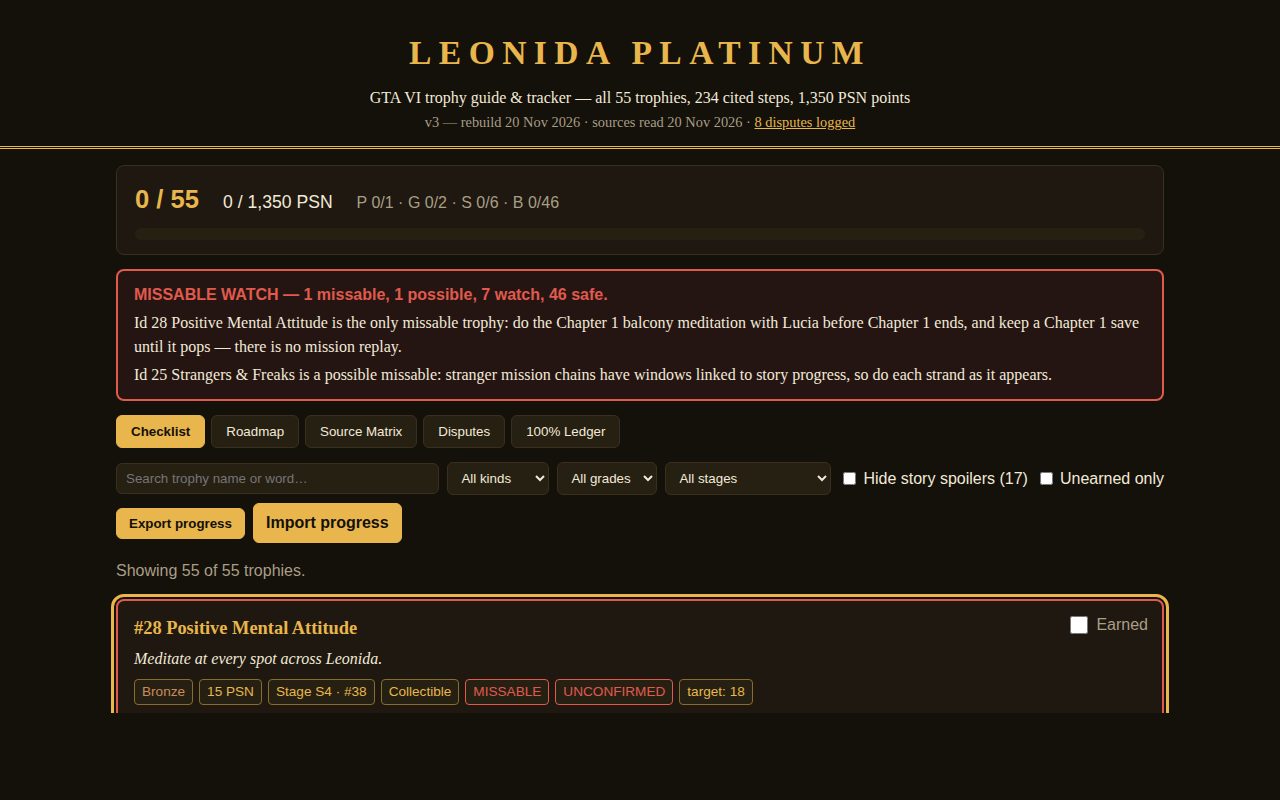 LEONIDA PLATINUM
GTA VI trophy guide & tracker — all 55 trophies, 234 cited steps, 1,350 PSN points
v3 — rebuild 20 Nov 2026 · sources read 20 Nov 2026 · 8 disputes logged
0 / 55 0 / 1,350 PSN P 0/1 · G 0/2 · S 0/6 · B 0/46
MISSABLE WATCH — 1 missable, 1 possible, 7 watch, 46 safe.
Id 28 Positive Mental Attitude is the only missable trophy: do the Chapter 1 balcony meditation with Lucia before Chapter 1 ends, and keep a Chapter 1 save
until it pops — there is no mission replay.
Id 25 Strangers & Freaks is a possible missable: stranger mission chains have windows linked to story progress, so do each strand as it appears.
Checklist Roadmap Source Matrix Disputes 100% Ledger
Search trophy name or word… All kinds All grades All stages Hide story spoilers (17) Unearned only
Export progress Import progress
Showing 55 of 55 trophies.
#28 Positive Mental Attitude Earned
Meditate at every spot across Leonida.
Bronze 15 PSN Stage S4 · #38 Collectible MISSABLE UNCONFIRMED target: 18